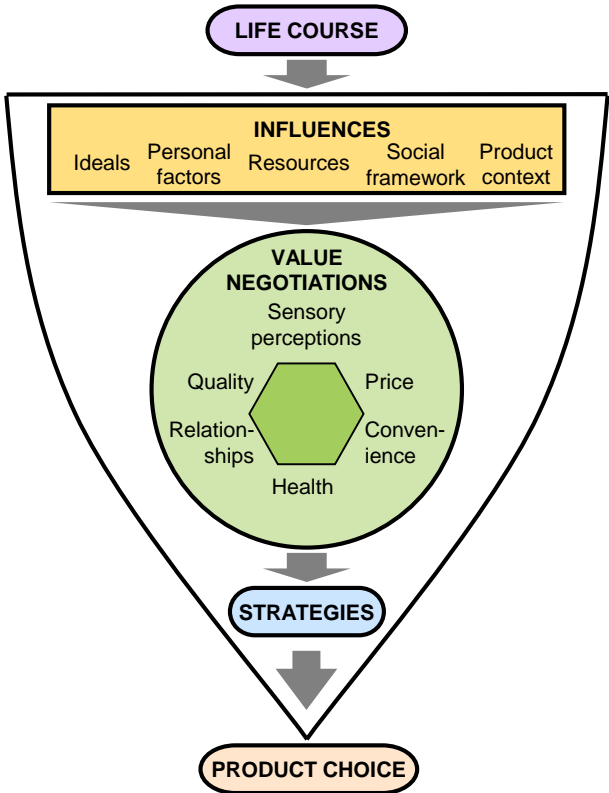 LIFE COURSE
INFLUENCES
Ideals
Personal
factors
Resources
Social
framework
Product
context
VALUE
NEGOTIATIONS
Sensory
perceptions
Quality
Price
Relation-
ships
Conven-
ience
Health
STRATEGIES
PRODUCT CHOICE